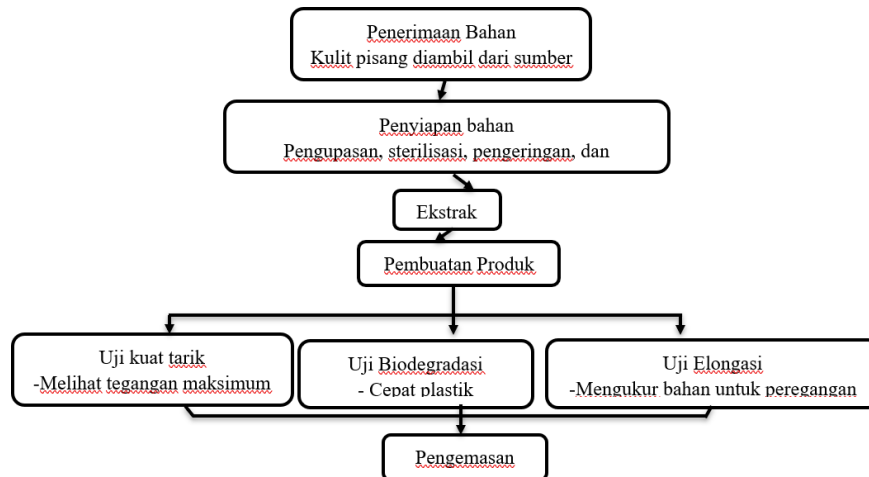 Penerimaan Bahan
Kulit pisang diambil dari sumber
Penyiapan bahan
Pengupasan, sterilisasi, pengeringan, dan
Ekstrak
Pembuatan Produk
Uji kuat tarik
-Melihat tegangan maksimum
Uji Biodegradasi
- Cepat plastik
Uji Elongasi
-Mengukur bahan untuk peregangan
Pengemasan